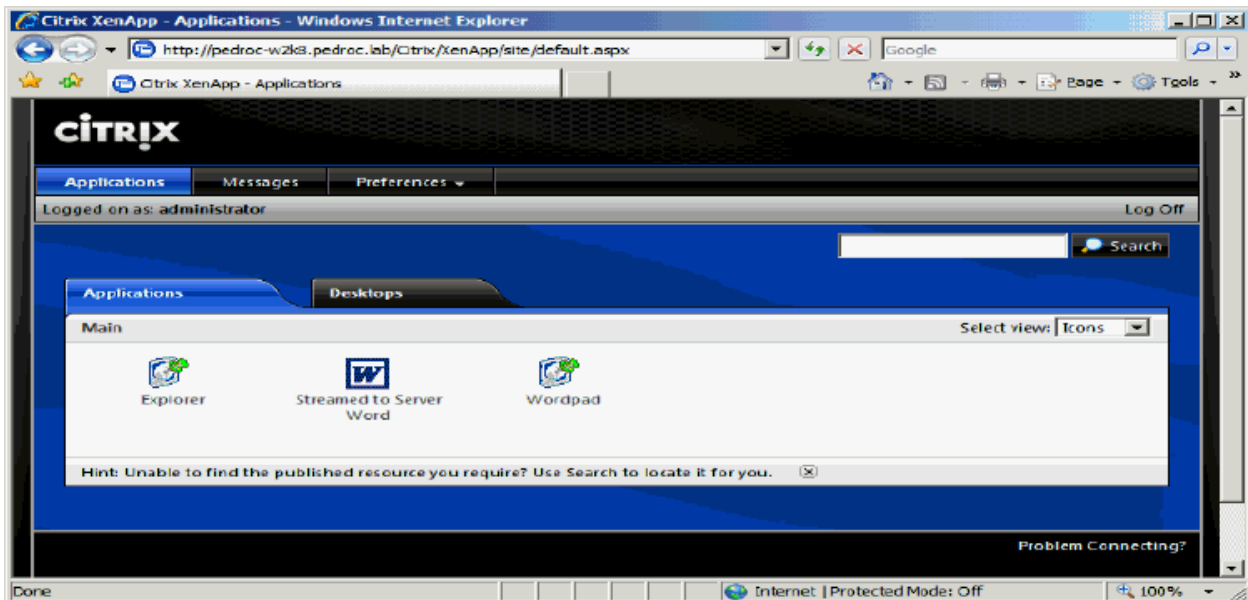 Citrix XenApp - Applications - Windows Internet Explorer
http://pedroc-w2k8.pedroc.lab/Citrix/XenApp/site/default.aspx
Google
Citrix XenApp - Applications
Page
Tools
»
CİTRIX
Applications Messages Preferences
Logged on as: administrator Log Off
Search
Applications Desktops
Main Select view: Icons
Explorer Streamed to Server Wordpad
Word
Hint: Unable to find the published resource you require? Use Search to locate it for you.
Problem Connecting?
Done Internet | Protected Mode: Off 100%